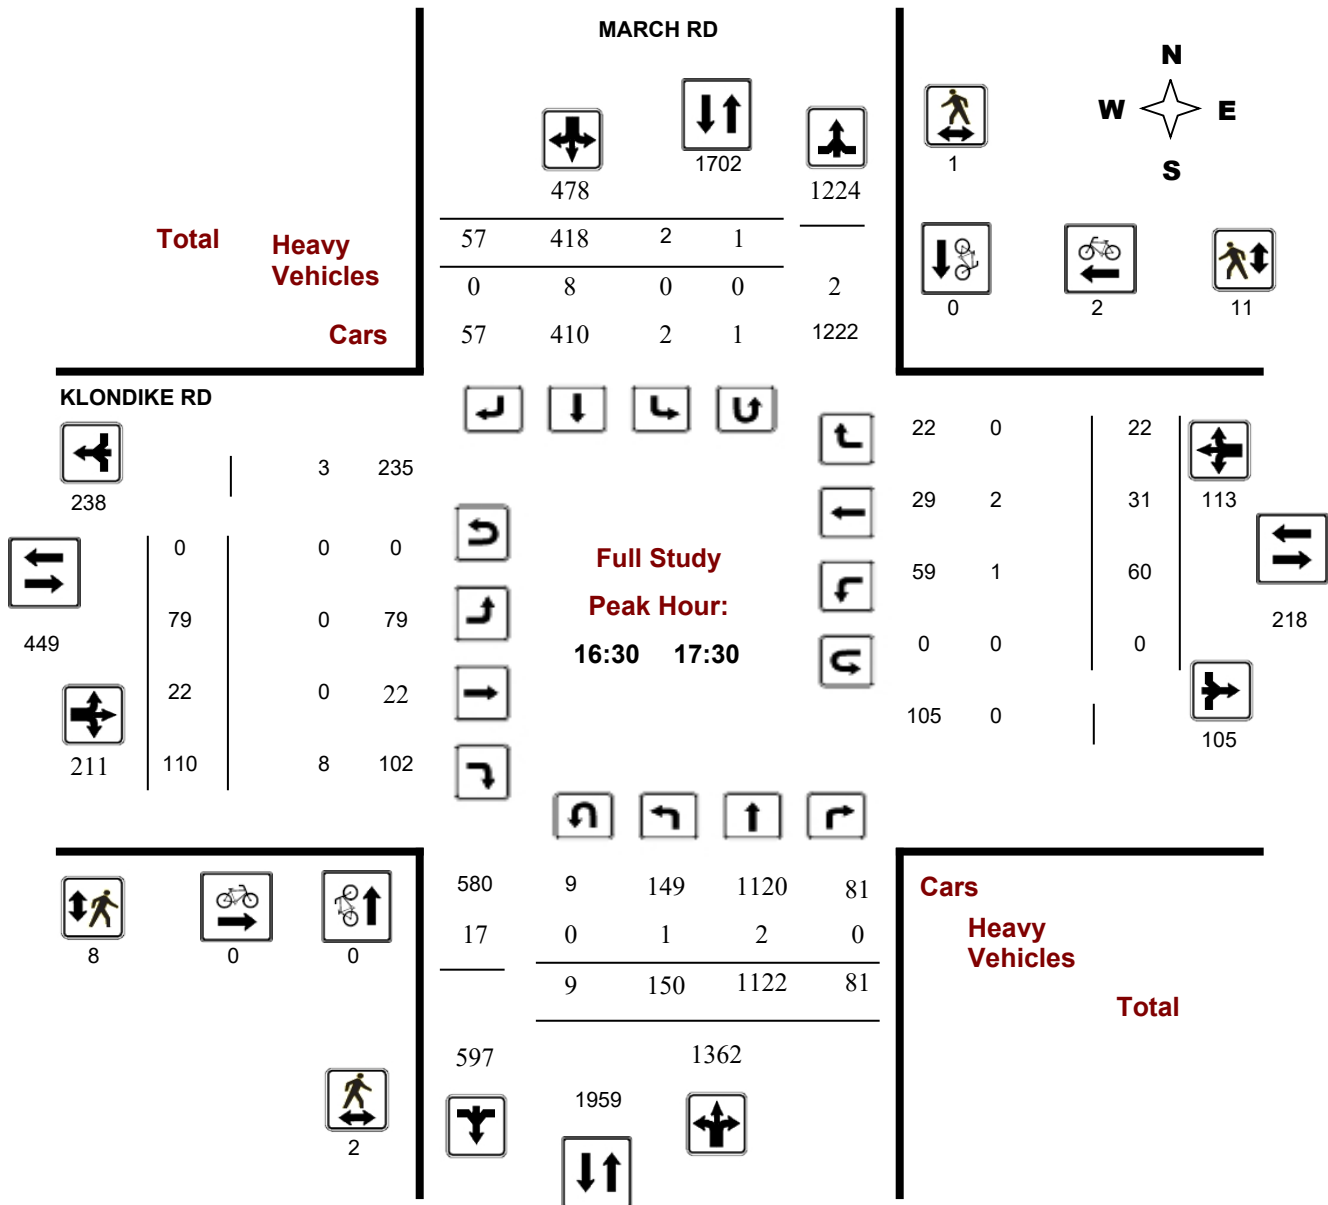 MARCH RD
N
W E
S
1702
1
478 1224
Total
Heavy
Vehicles
Cars
57 418 2 1
0 8 0 0 2
57 410 2 1 1222
0 2 11
KLONDIKE RD
238
3 235
22 0 22
113
29 2 31
0 0 0
449
79 0 79
59 1 60
218
22 0 22
0 0 0
211
110 8 102
105 0
105
Full Study
Peak Hour:
16:30 17:30
8 0 0
580 9 149 1120 81
17 0 1 2 0
9 150 1122 81
Cars
Heavy
Vehicles
Total
597 1362
1959
2